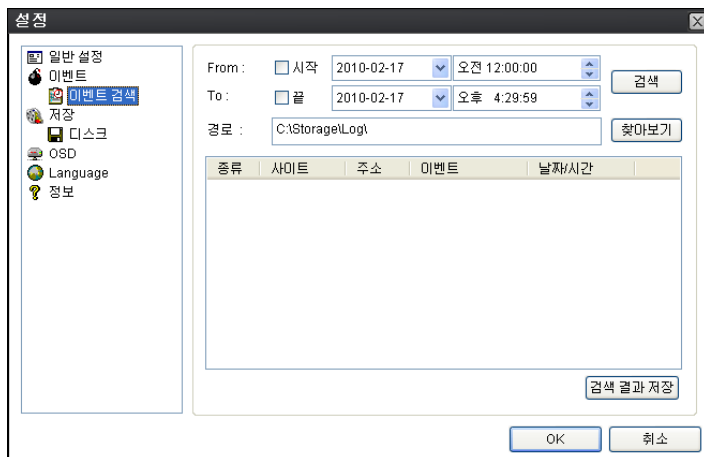 설정
일반 설정
이벤트
이벤트 검색
저장
디스크
OSD
Language
정보
From : 시작 2010-02-17 오전 12:00:00
검색
To : 끝 2010-02-17 오후 4:29:59
경로 : C:\Storage\Log\ 찾아보기
종류 사이트 주소 이벤트 날짜/시간
검색 결과 저장
OK 취소